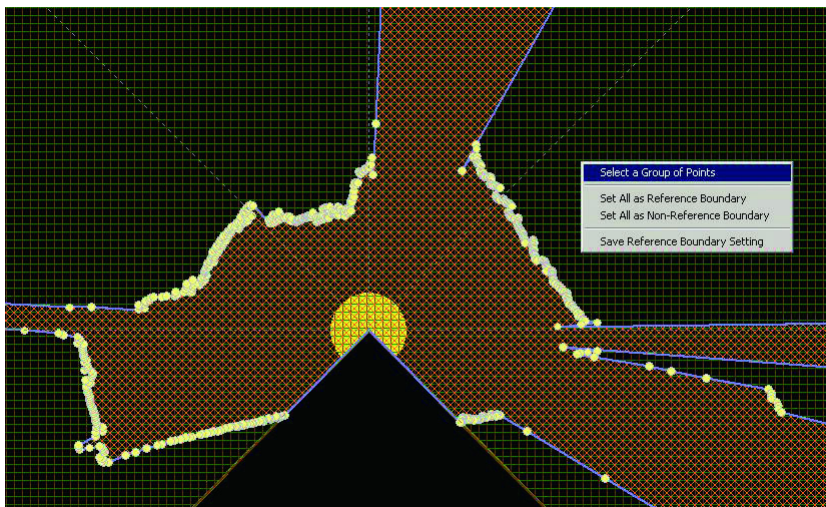 Select a Group of Points
Set All as Reference Boundary
Set All as Non-Reference Boundary
Save Reference Boundary Setting